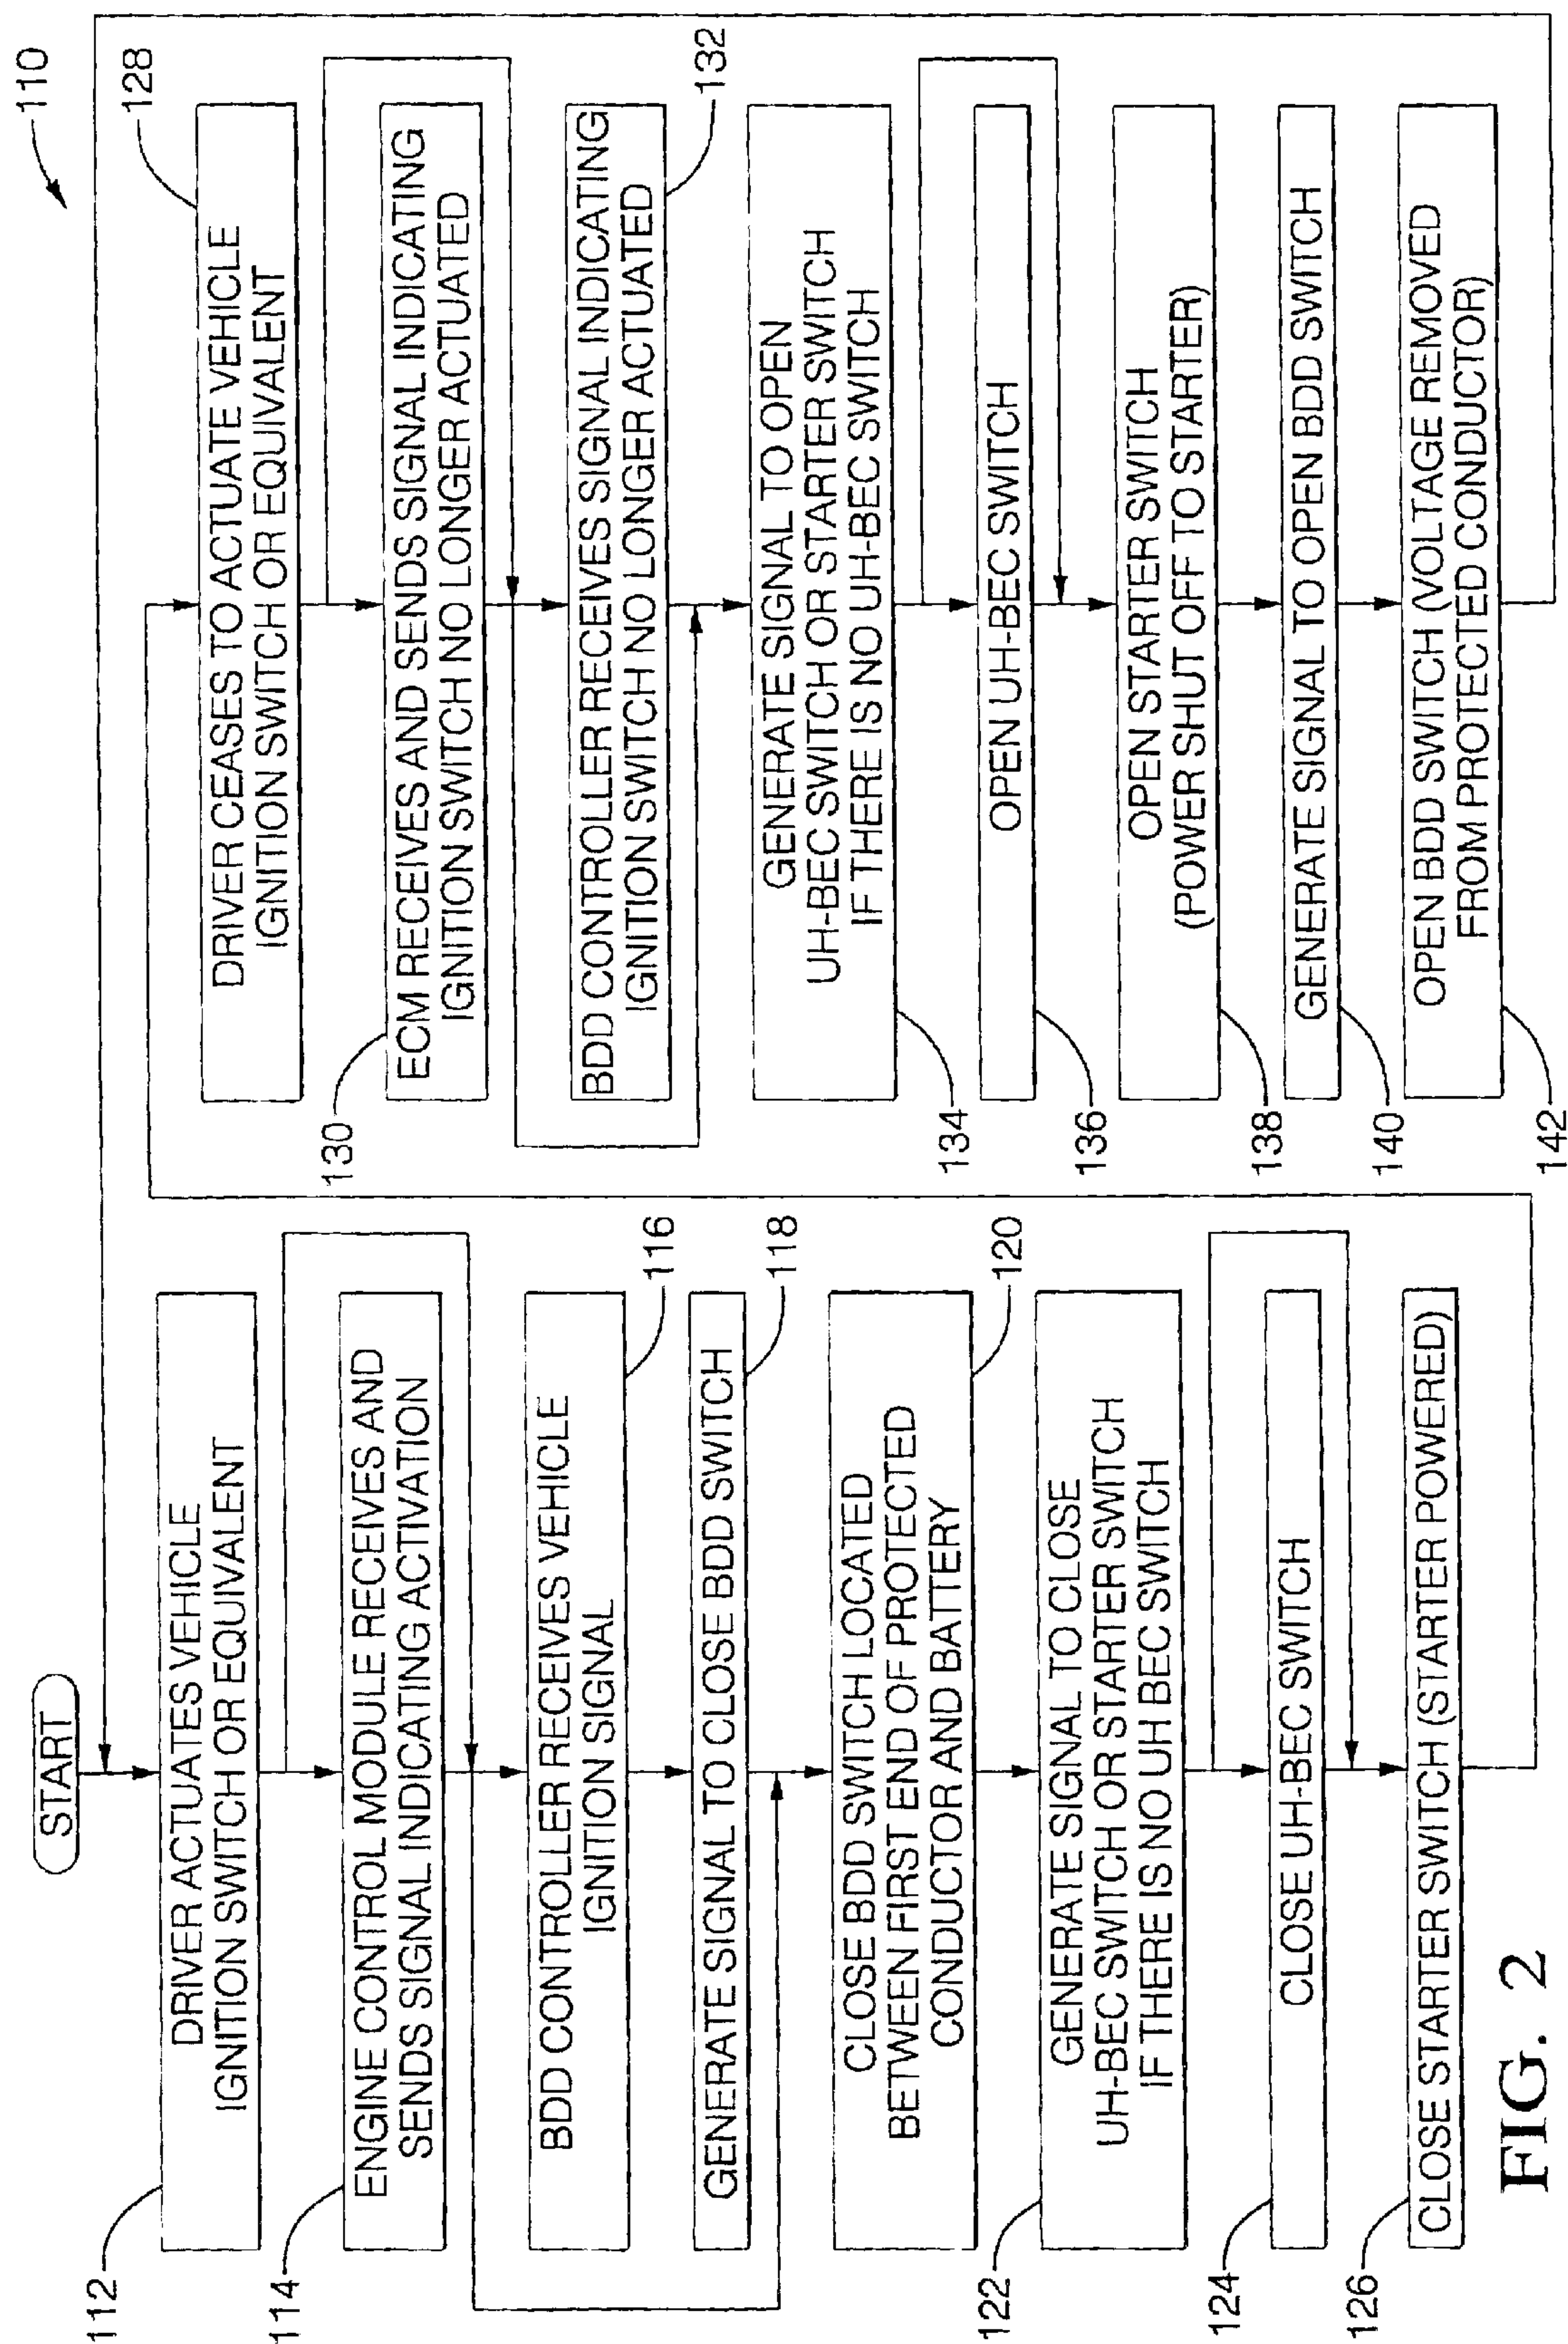 110
START
112
DRIVER ACTUATES VEHICLE
IGNITION SWITCH OR EQUIVALENT
114
ENGINE CONTROL MODULE RECEIVES AND
SENDS SIGNAL INDICATING ACTIVATION
BDD CONTROLLER RECEIVES VEHICLE
IGNITION SIGNAL
116
GENERATE SIGNAL TO CLOSE BDD SWITCH
118
CLOSE BDD SWITCH LOCATED
BETWEEN FIRST END OF PROTECTED
CONDUCTOR AND BATTERY
120
122
GENERATE SIGNAL TO CLOSE
UH-BEC SWITCH OR STARTER SWITCH
IF THERE IS NO UH BEC SWITCH
124
CLOSE UH-BEC SWITCH
126
CLOSE STARTER SWITCH (STARTER POWERED)
128
DRIVER CEASES TO ACTUATE VEHICLE
IGNITION SWITCH OR EQUIVALENT
130
ECM RECEIVES AND SENDS SIGNAL INDICATING
IGNITION SWITCH NO LONGER ACTUATED
BDD CONTROLLER RECEIVES SIGNAL INDICATING
IGNITION SWITCH NO LONGER ACTUATED
132
GENERATE SIGNAL TO OPEN
UH-BEC SWITCH OR STARTER SWITCH
IF THERE IS NO UH-BEC SWITCH
134
OPEN UH-BEC SWITCH
136
OPEN STARTER SWITCH
(POWER SHUT OFF TO STARTER)
138
GENERATE SIGNAL TO OPEN BDD SWITCH
140
OPEN BDD SWITCH (VOLTAGE REMOVED
FROM PROTECTED CONDUCTOR)
142
FIG. 2